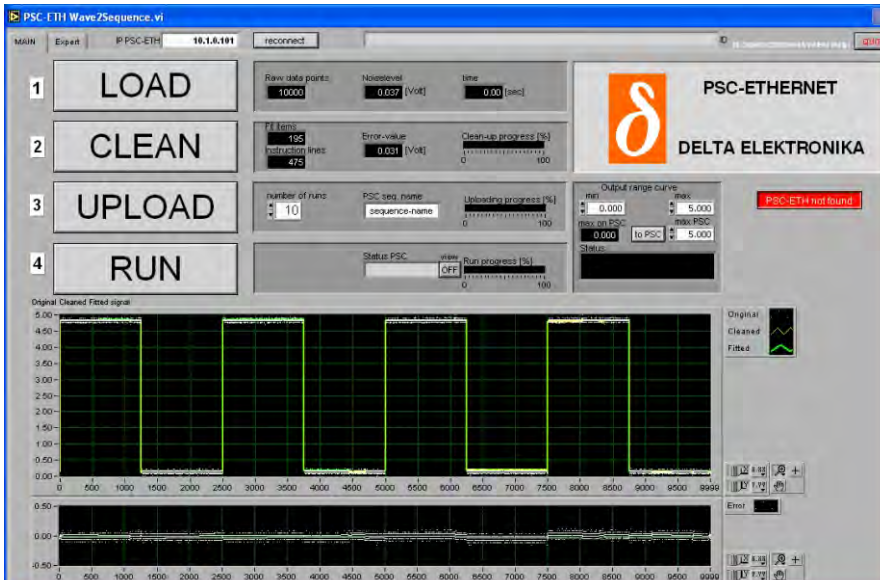 PSC-ETH Wave2Sequence.vi
MAIN Expert IP PSC-ETH 10.1.0.101 reconnect
1 LOAD
Raw data points Noiselevel time
10000 0.037 [Volt] 0.00 [sec]
PSC-ETHERNET
DELTA ELEKTRONIKA
δ
2 CLEAN
Fit items
195
Instruction lines Error-value Clean-up progress [%]
475 0.031 [Volt]
0 100
3 UPLOAD
number of runs PSC seq. name Uploading progress [%]
10 sequence-name
0 100
Output range curve
min max
0.000 5.000
max on PSC max PSC
0.000 to PSC 5.000
Status
PSC-ETH not found
4 RUN
Status PSC Run progress [%]
OFF
0 100
Original Cleaned Fitted signal
5.00
4.50
4.00
3.50
3.00
2.50
2.00
1.50
1.00
0.50
0.00
0 500 1000 1500 2000 2500 3000 3500 4000 4500 5000 5500 6000 6500 7000 7500 8000 8500 9000 9500 9999
Original
Cleaned
Fitted
0.50
0.00
-0.50
0 500 1000 1500 2000 2500 3000 3500 4000 4500 5000 5500 6000 6500 7000 7500 8000 8500 9000 9500 9999
Error